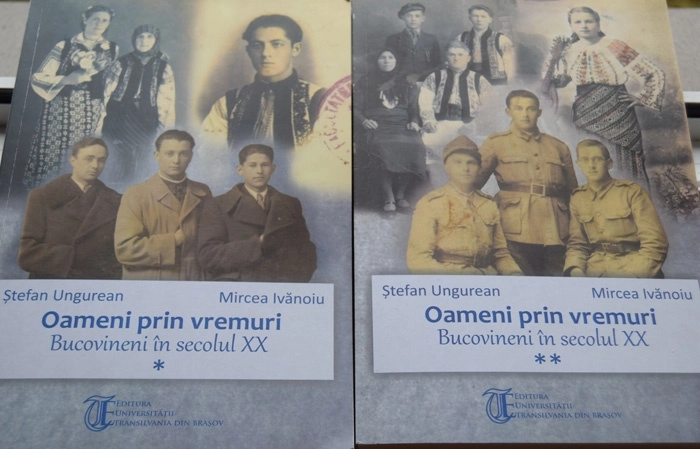 Ștefan Ungurean Mircea Ivănoiu
Oameni prin vremuri
Bucovineni în secolul XX
*
EDITURA
UNIVERSITĂȚII
TRANSILVANIA DIN BRAȘOV
Ștefan Ungurean Mircea Ivănoiu
Oameni prin vremuri
Bucovineni în secolul XX
**
EDITURA
UNIVERSITĂȚII
TRANSILVANIA DIN BRAȘOV